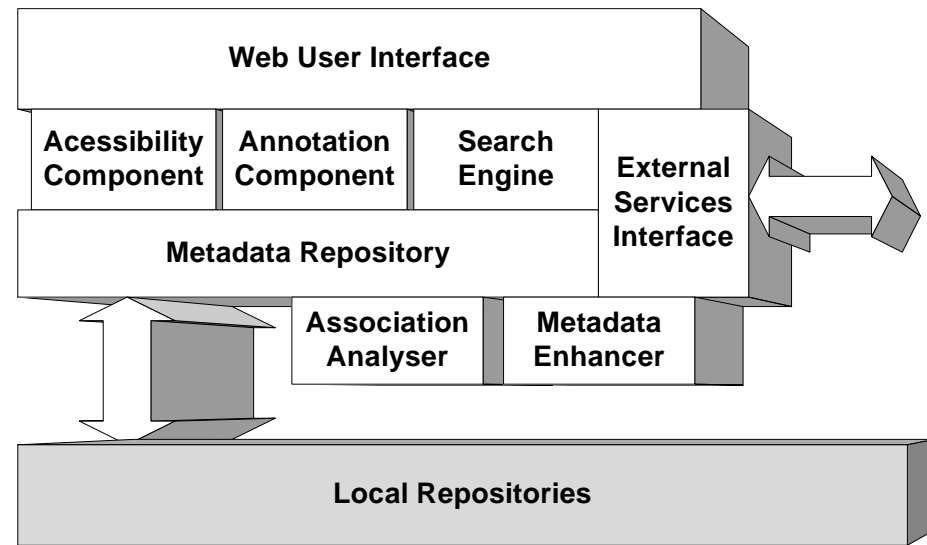 Web User Interface
Acessibility
Component
Annotation
Component
Search
Engine
External
Services
Interface
Metadata Repository
Association
Analyser
Metadata
Enhancer
Local Repositories